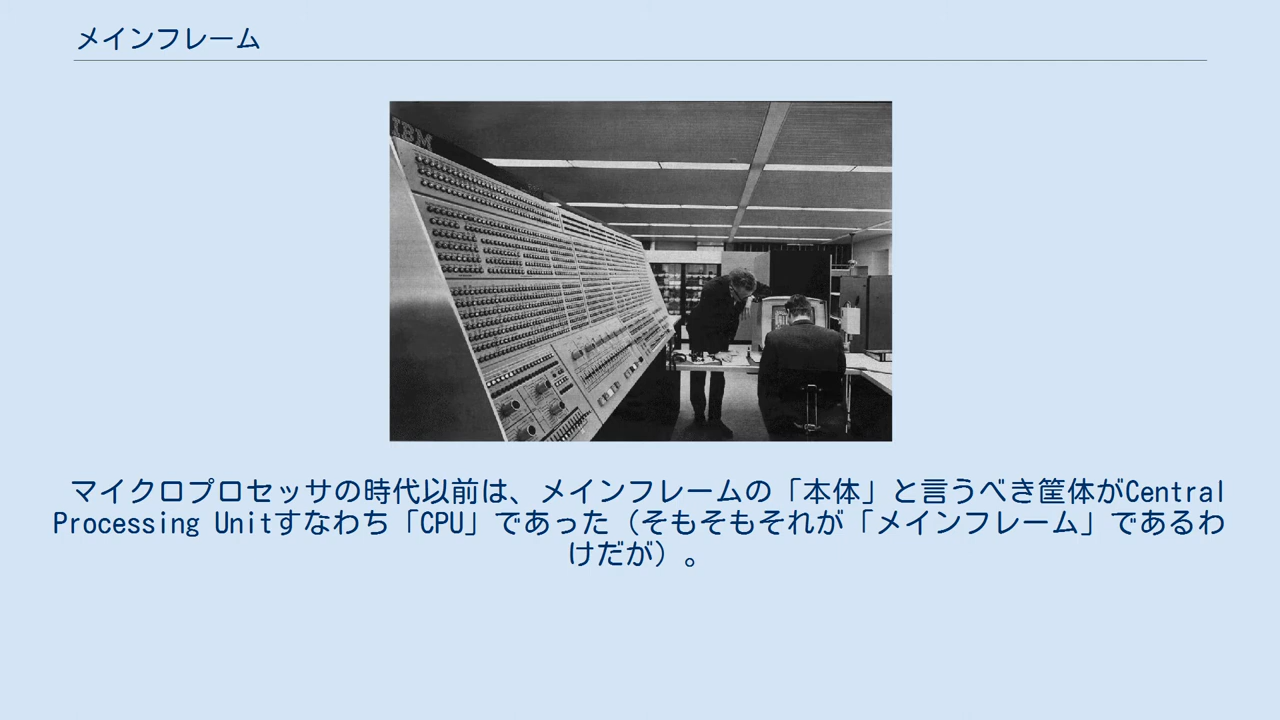 メインフレーム
IBM
マイクロプロセッサの時代以前は、メインフレームの「本体」と言うべき筐体がCentral
Processing Unitすなわち「CPU」であった（そもそもそれが「メインフレーム」であるわ
けだが）。